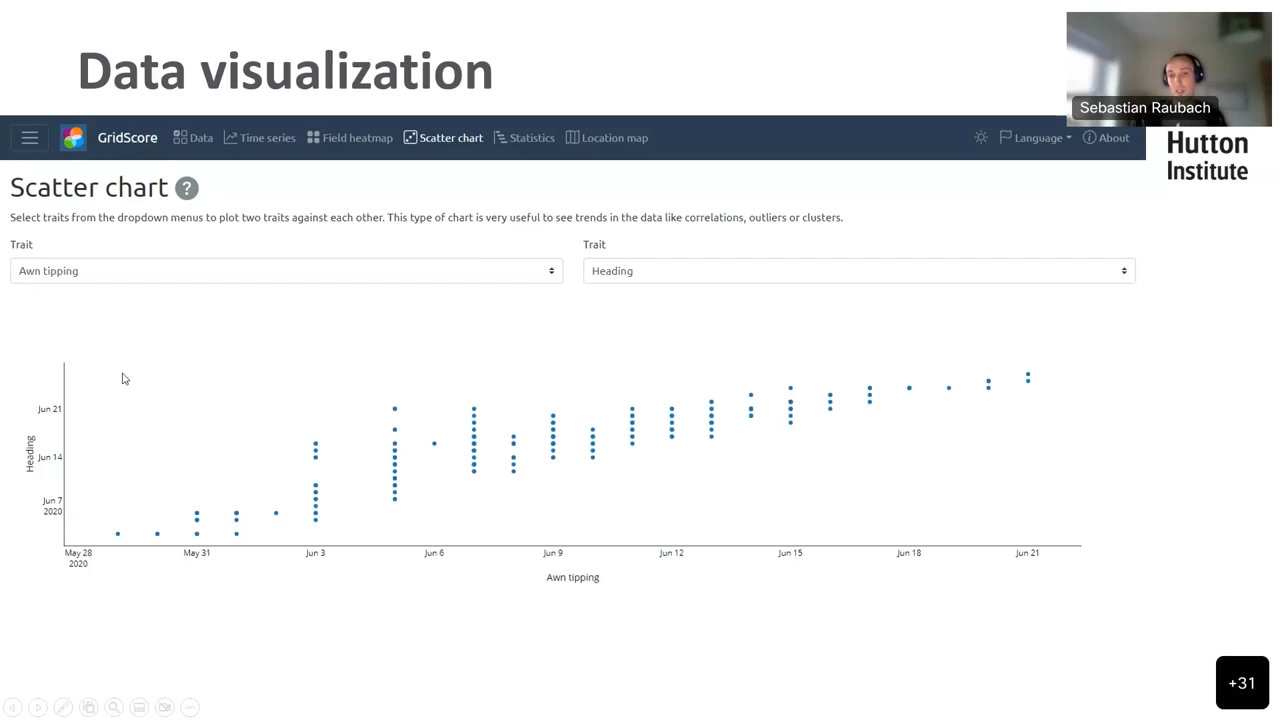 Data visualization
Sebastian Raubach
Hutton
Institute
GridScore Data Time series Field heatmap Scatter chart Statistics Location map Language About
Scatter chart ?
Select traits from the dropdown menus to plot two traits against each other. This type of chart is very useful to see trends in the data like correlations, outliers or clusters.
Trait Trait
Awn tipping Heading
Heading
Jun 21
Jun 14
Jun 7
2020
May 28 May 31 Jun 3 Jun 6 Jun 9 Jun 12 Jun 15 Jun 18 Jun 21
2020
Awn tipping
+31